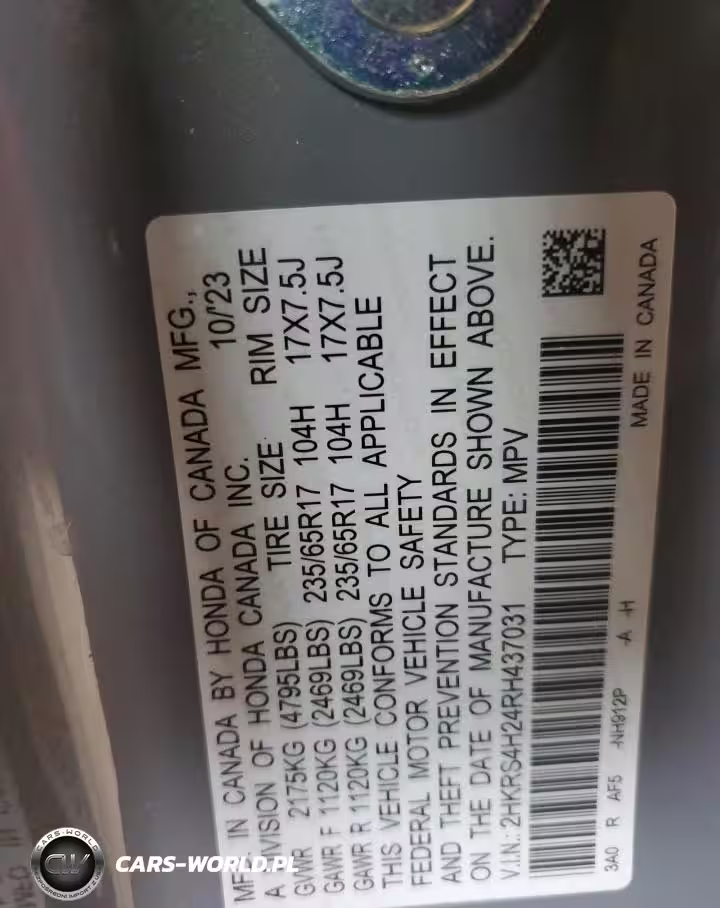 MFD. IN CANADA BY HONDA OF CANADA MFG.,
A DIVISION OF HONDA CANADA INC. 10/'23
GVWR 2175KG (4795LBS) TIRE SIZE RIM SIZE
GAWR F 1120KG (2469LBS) 235/65R17 104H 17X7.5J
GAWR R 1120KG (2469LBS) 235/65R17 104H 17X7.5J
THIS VEHICLE CONFORMS TO ALL APPLICABLE
FEDERAL MOTOR VEHICLE SAFETY
AND THEFT PREVENTION STANDARDS IN EFFECT
ON THE DATE OF MANUFACTURE SHOWN ABOVE.
V.I.N.: 2HKRS4H24RH437031 TYPE: MPV
3A0 R AF5 -NH912P -A -H MADE IN CANADA
CARS-WORLD
CW
CARS-WORLD.PL